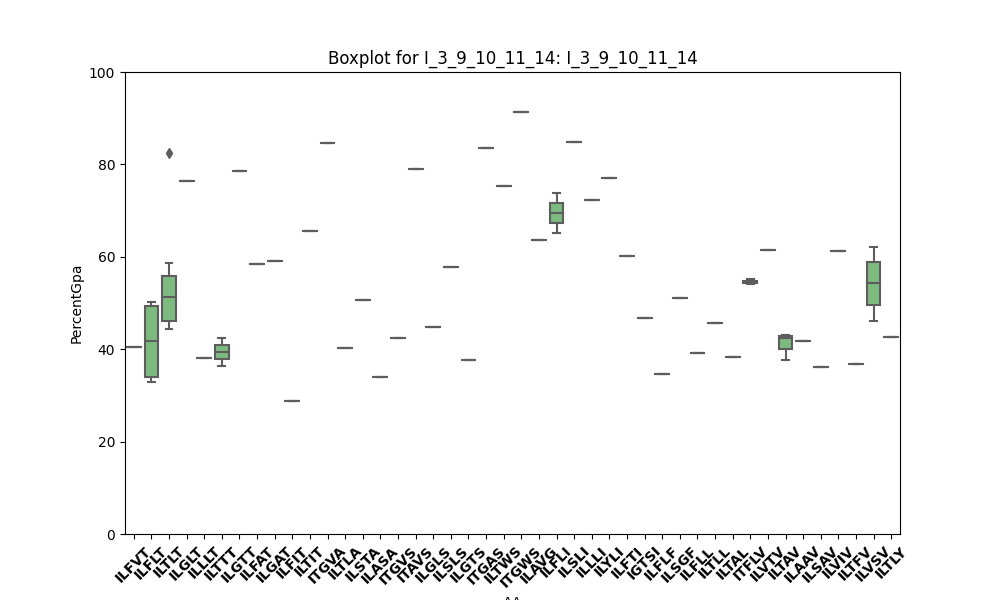 Boxplot for I_3_9_10_11_14: I_3_9_10_11_14
100
80
60
40
20
0
PercentGpa
ILFVT
ILFLT
ILTLT
ILGLT
ILLLT
ILTTT
ILGTT
ILFAT
ILGAT
ILFIT
ILTIT
ITGVA
ILTLA
ILSTA
ILASA
ITGVS
ITAVS
ILGLS
ILSLS
ILGTS
ITGAS
ILTWS
ITGWS
ILAVG
ILFLI
ILSLI
ILLLI
ILYLI
ILFTI
IGTSI
ILFLF
ILSGF
ILFLL
ILTLL
ILTAL
ITFLV
ILVTV
ILTAV
ILAAV
ILSAV
ILVIV
ILTFV
ILVSV
ILTLY